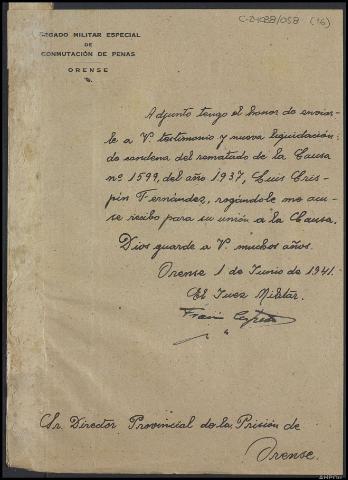 C-24088/058 (16)
JUZGADO MILITAR ESPECIAL
DE
CONMUTACIÓN DE PENAS
ORENSE
Adjunto tengo el honor de enviar-
le a V. testimonio y nueva liquidación
de condena del rematado de la Causa
nº 1599, del año 1937, Luis Cris-
pín Fernández, rogándole me acu-
se recibo para su unión a la Causa.
Dios guarde a V. muchos años.
Orense 1 de Junio de 1941.
El Juez Militar.
Sr. Director Provincial de la Prisión de
Orense.